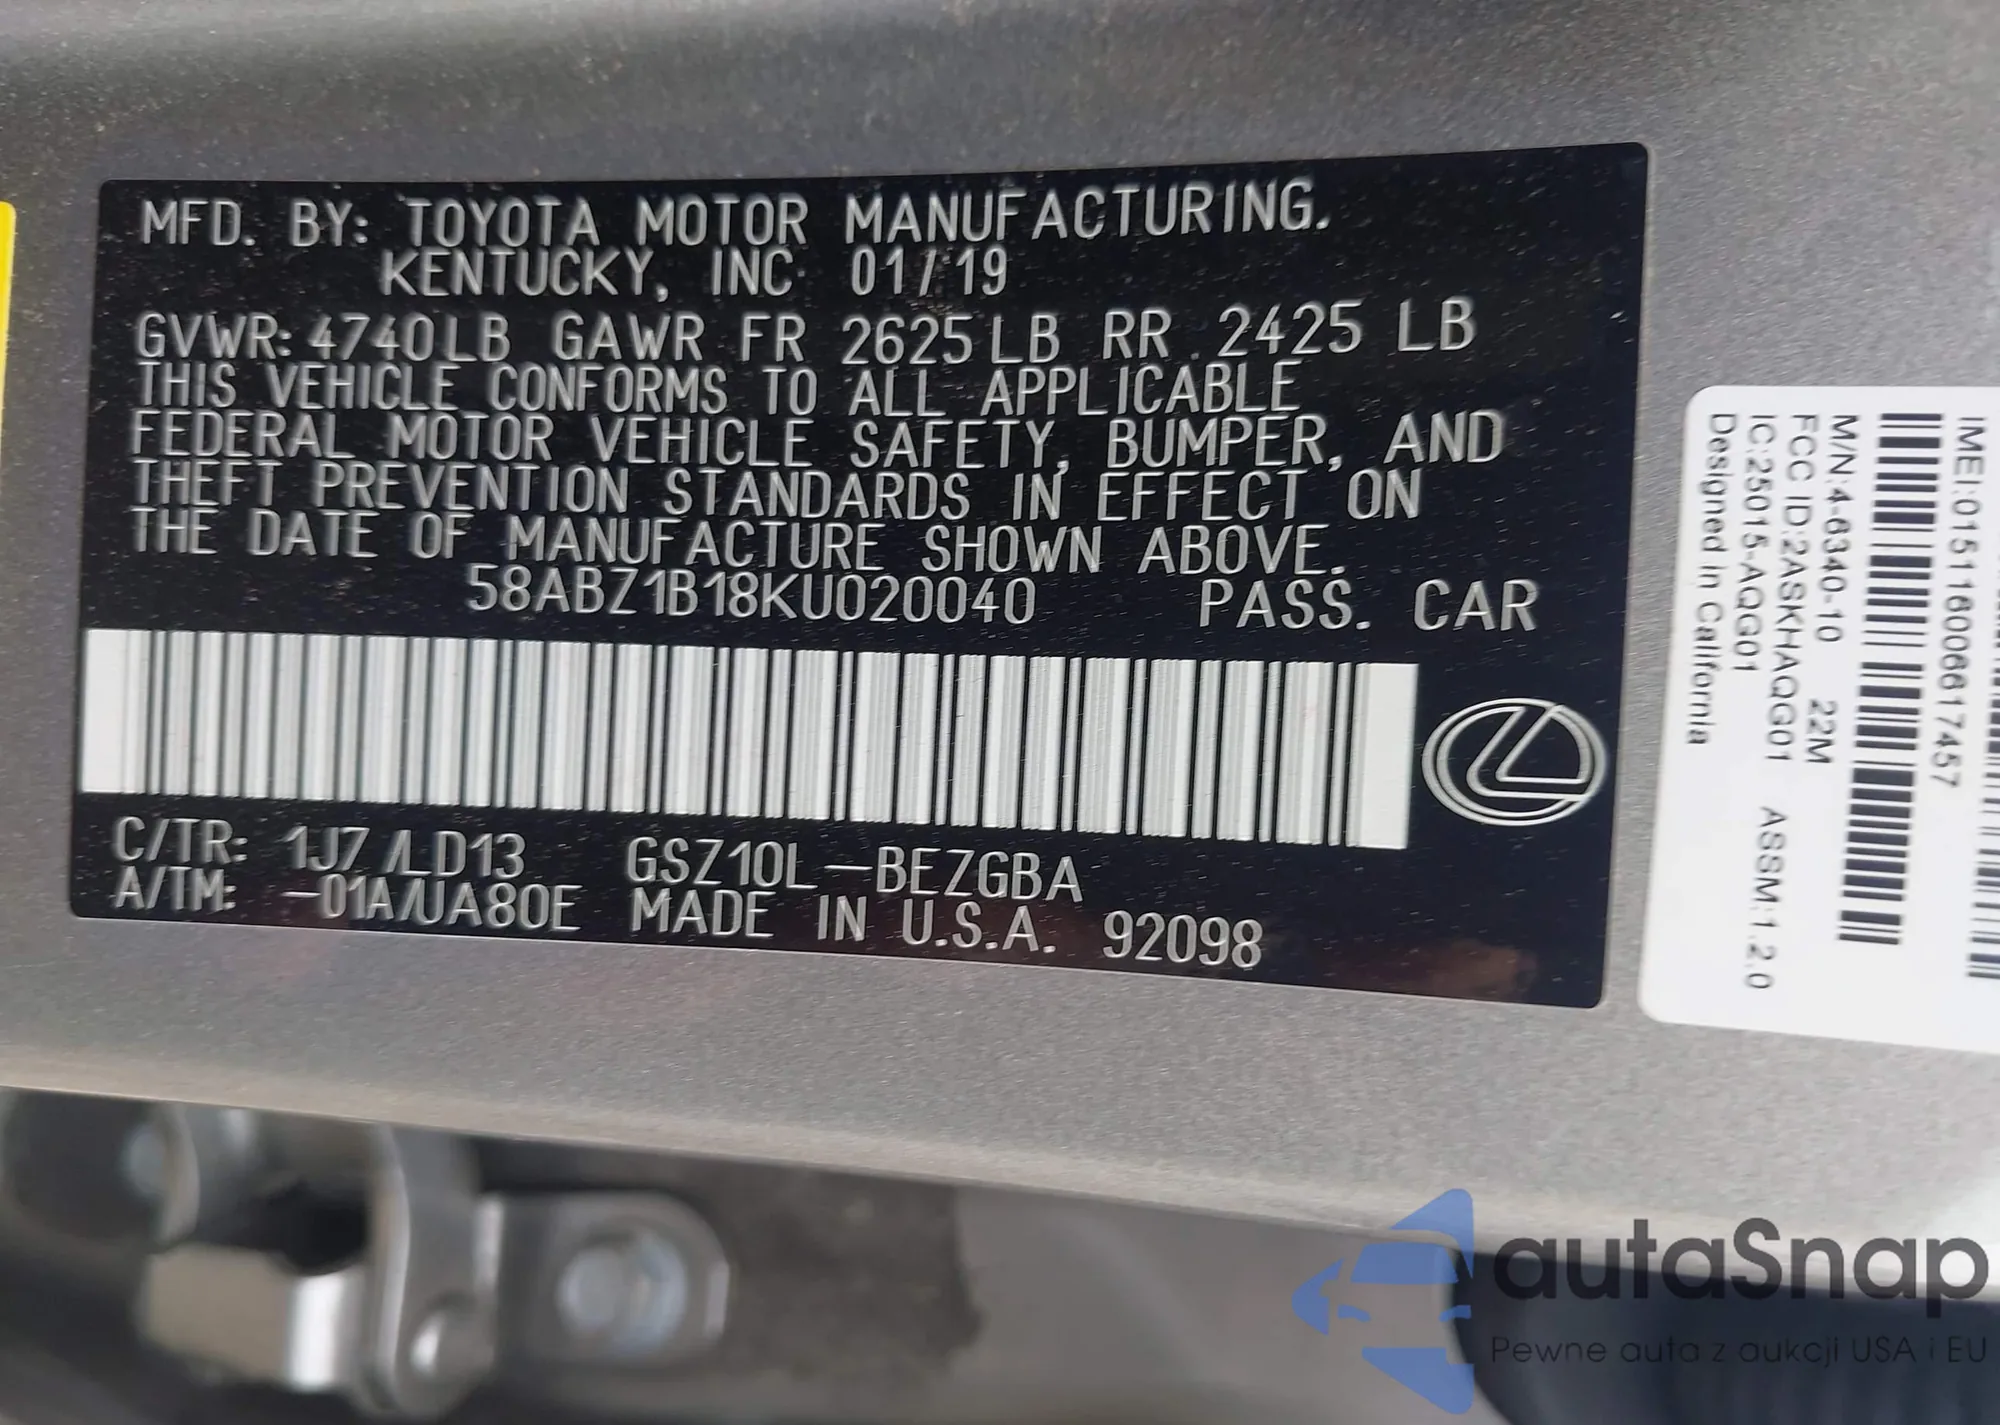 MFD. BY: TOYOTA MOTOR MANUFACTURING.
KENTUCKY, INC 01/19
GVWR: 4740LB GAWR FR 2625 LB RR 2425 LB
THIS VEHICLE CONFORMS TO ALL APPLICABLE
FEDERAL MOTOR VEHICLE SAFETY, BUMPER, AND
THEFT PREVENTION STANDARDS IN EFFECT ON
THE DATE OF MANUFACTURE SHOWN ABOVE.
58ABZ1B18KU020040 PASS. CAR
C/TR: 1J7 /LD13 GSZ10L-BEZGBA
A/TM: -01A/UA80E MADE IN U.S.A. 92098
IMEI:015116006617457
M/N:4-6340-10 22M
FCC ID:2ASKHAQGG01 ASSM:1.2.0
IC:25015-AQGG01
Designed in California
autaSnap
Pewne auta z aukcji USA i EU